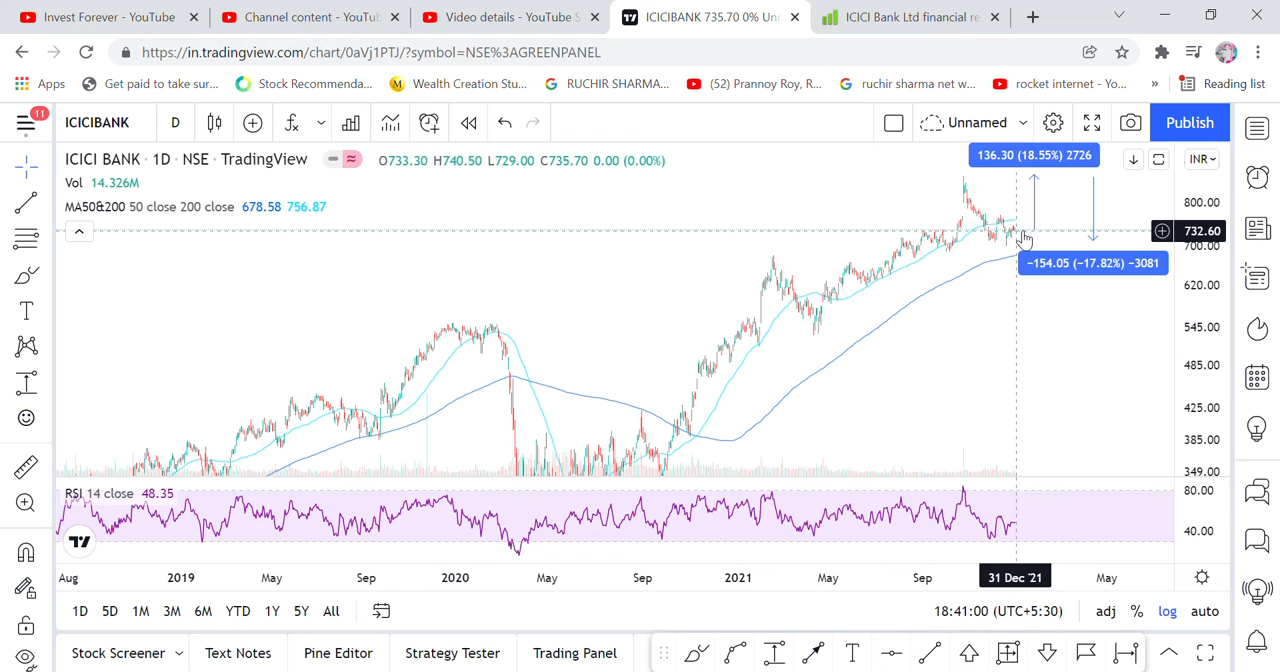 Invest Forever - YouTube
Channel content - YouTub
Video details - YouTube S
ICICIBANK 735.70 0% Unn
ICICI Bank Ltd financial re
https://in.tradingview.com/chart/0aVj1PTJ/?symbol=NSE%3AGREENPANEL
Apps
Get paid to take sur...
Stock Recommenda...
Wealth Creation Stu...
RUCHIR SHARMA...
(52) Prannoy Roy, R...
ruchir sharma net w...
rocket internet - Yo...
»
Reading list
11
ICICIBANK
D
Unnamed
Publish
ICICI BANK · 1D · NSE · TradingView
O733.30 H740.50 L729.00 C735.70 0.00 (0.00%)
136.30 (18.55%) 2726
INR
Vol 14.326M
MA50&200 50 close 200 close 678.58 756.87
800.00
732.60
700.00
−154.05 (−17.82%) −3081
620.00
545.00
485.00
425.00
385.00
349.00
RSI 14 close 48.35
80.00
40.00
Aug 2019 May Sep 2020 May Sep 2021 May Sep 31 Dec '21 May
1D 5D 1M 3M 6M YTD 1Y 5Y All
18:41:00 (UTC+5:30)
adj % log auto
Stock Screener
Text Notes
Pine Editor
Strategy Tester
Trading Panel